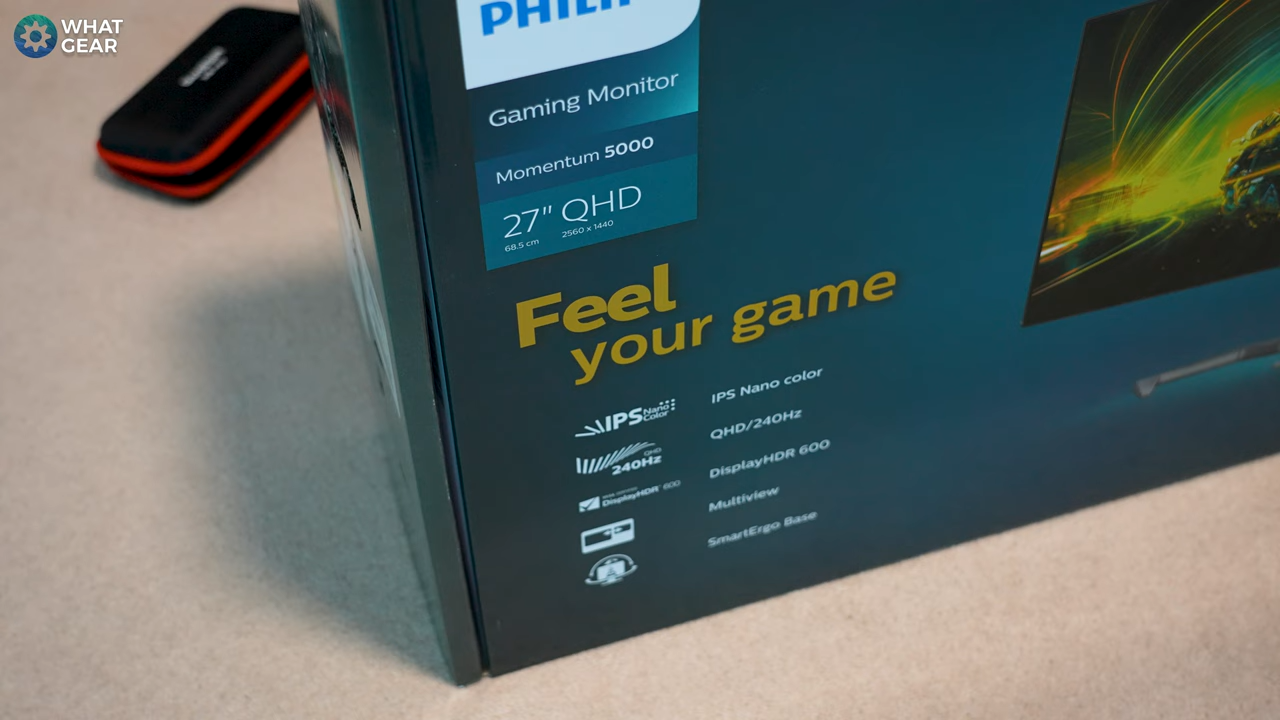 WHAT
GEAR
PHILIP
Gaming Monitor
Momentum 5000
27" QHD
68.5 cm 2560 x 1440
Feel
your game
IPS Nano Color
IPS Nano color
QHD
240Hz
QHD/240Hz
DisplayHDR 600
DisplayHDR 600
Multiview
SmartErgo Base